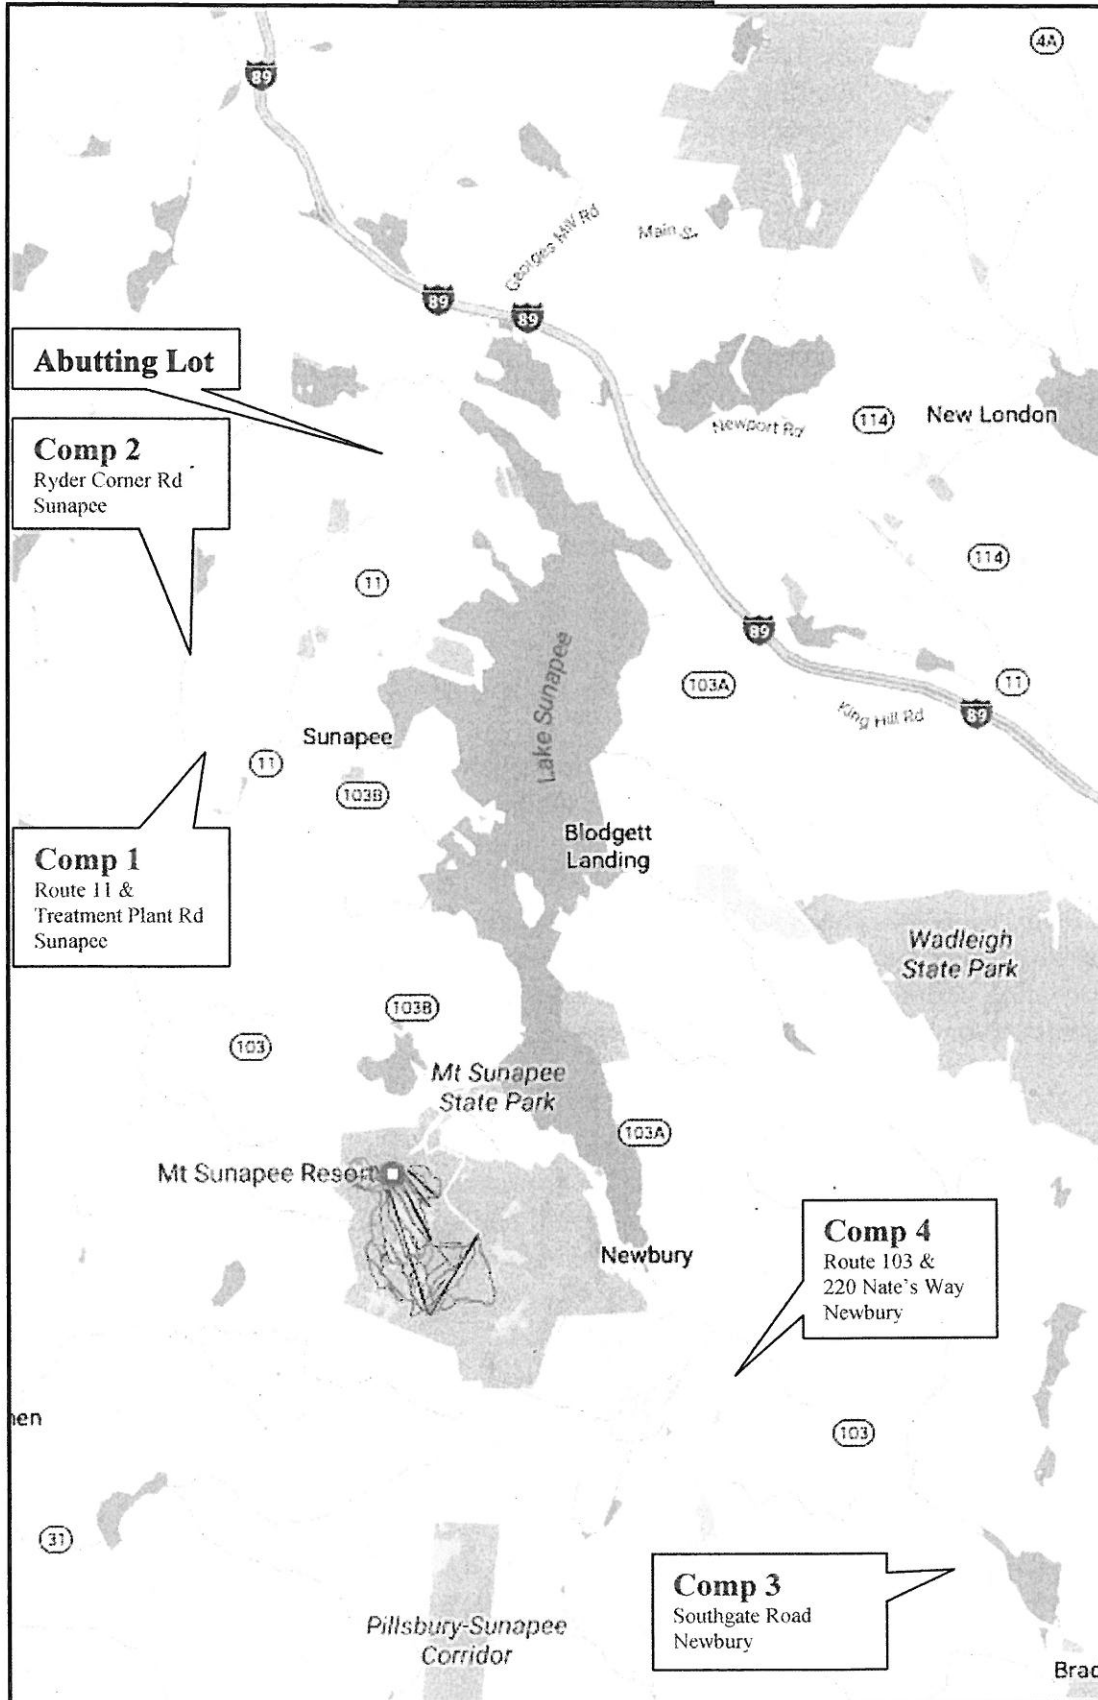 4A
89
Georges Mill Rd
Main St
89
89
Abutting Lot
114
New London
Newport Rd
Comp 2
Ryder Corner Rd
Sunapee
114
11
89
Lake Sunapee
103A
11
King Hill Rd
89
Sunapee
11
103B
Blodgett
Landing
Comp 1
Route 11 &
Treatment Plant Rd
Sunapee
Wadleigh
State Park
103B
103
Mt Sunapee
State Park
103A
Mt Sunapee Resort
Comp 4
Route 103 &
220 Nate's Way
Newbury
Newbury
en
103
31
Comp 3
Southgate Road
Newbury
Pillsbury-Sunapee
Corridor
Brad